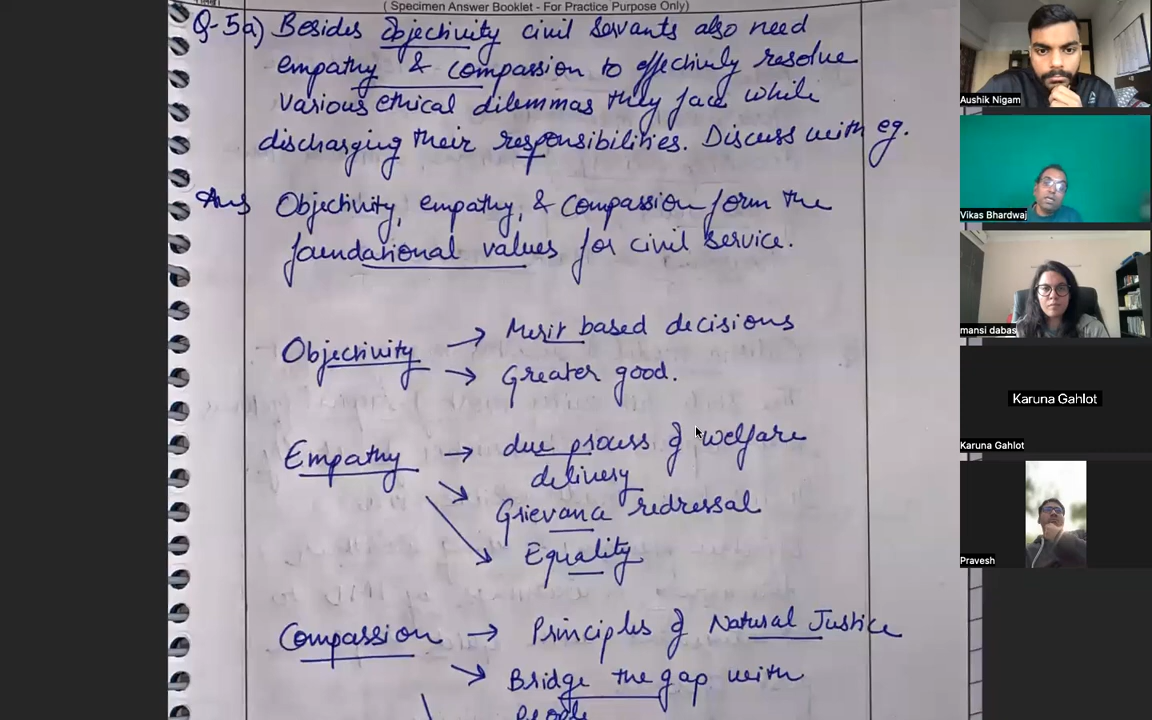 ( Specimen Answer Booklet - For Practice Purpose Only)
Q-5a) Besides objectivity civil servants also need
empathy & compassion to effectively resolve
various ethical dilemmas they face while
discharging their responsibilities. Discuss with eg.
Ans Objectivity, empathy, & compassion form the
foundational values for civil service.
Objectivity → Merit based decisions
→ Greater good.
Empathy → due process of welfare
delivery
Grievance redressal
Equality
Compassion → Principles of Natural Justice
→ Bridge the gap with
People
Aushik Nigam
Vikas Bhardwaj
mansi dabas
Karuna Gahlot
Karuna Gahlot
Pravesh